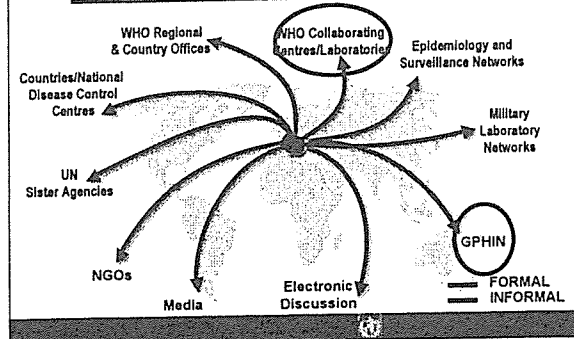 WHO Regional
& Country Offices
WHO Collaborating
Centres/Laboratories
Epidemiology and
Surveillance Networks
Countries/National
Disease Control
Centres
Military
Laboratory
Networks
UN
Sister Agencies
GPHIN
NGOs
Media
Electronic
Discussion
FORMAL
INFORMAL